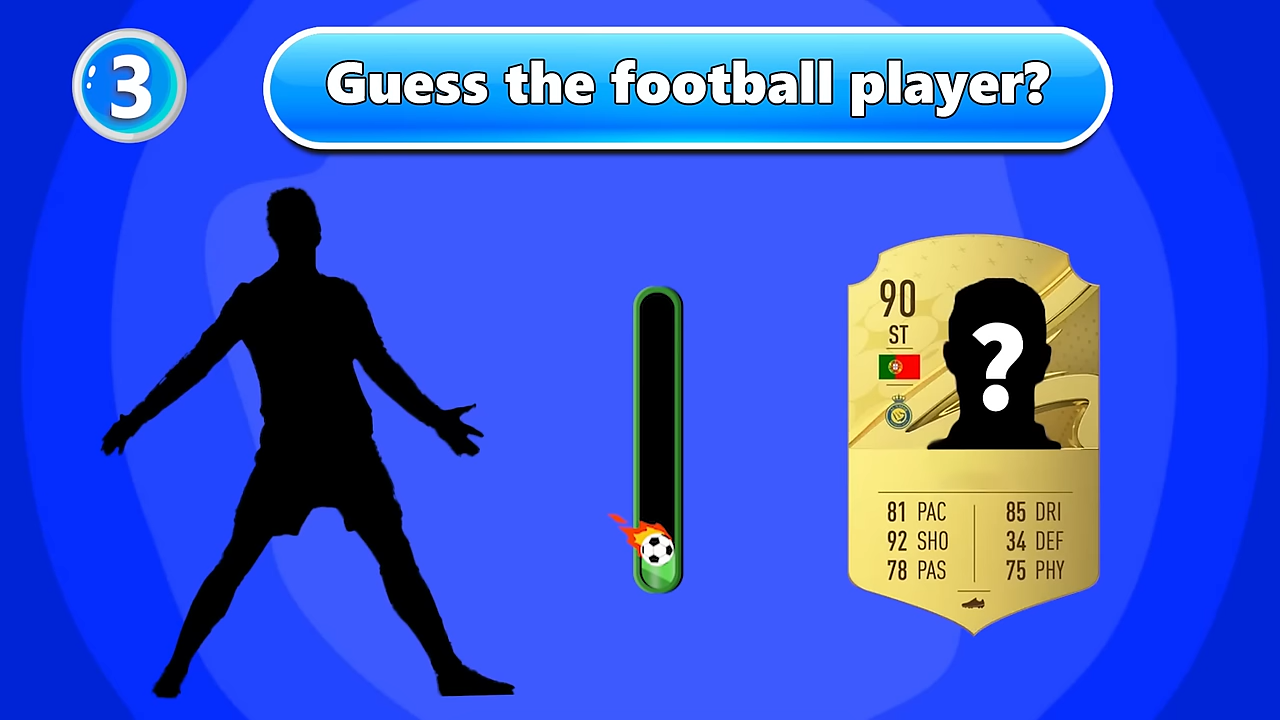 3
Guess the football player?
90
ST
?
81 PAC
92 SHO
78 PAS
85 DRI
34 DEF
75 PHY